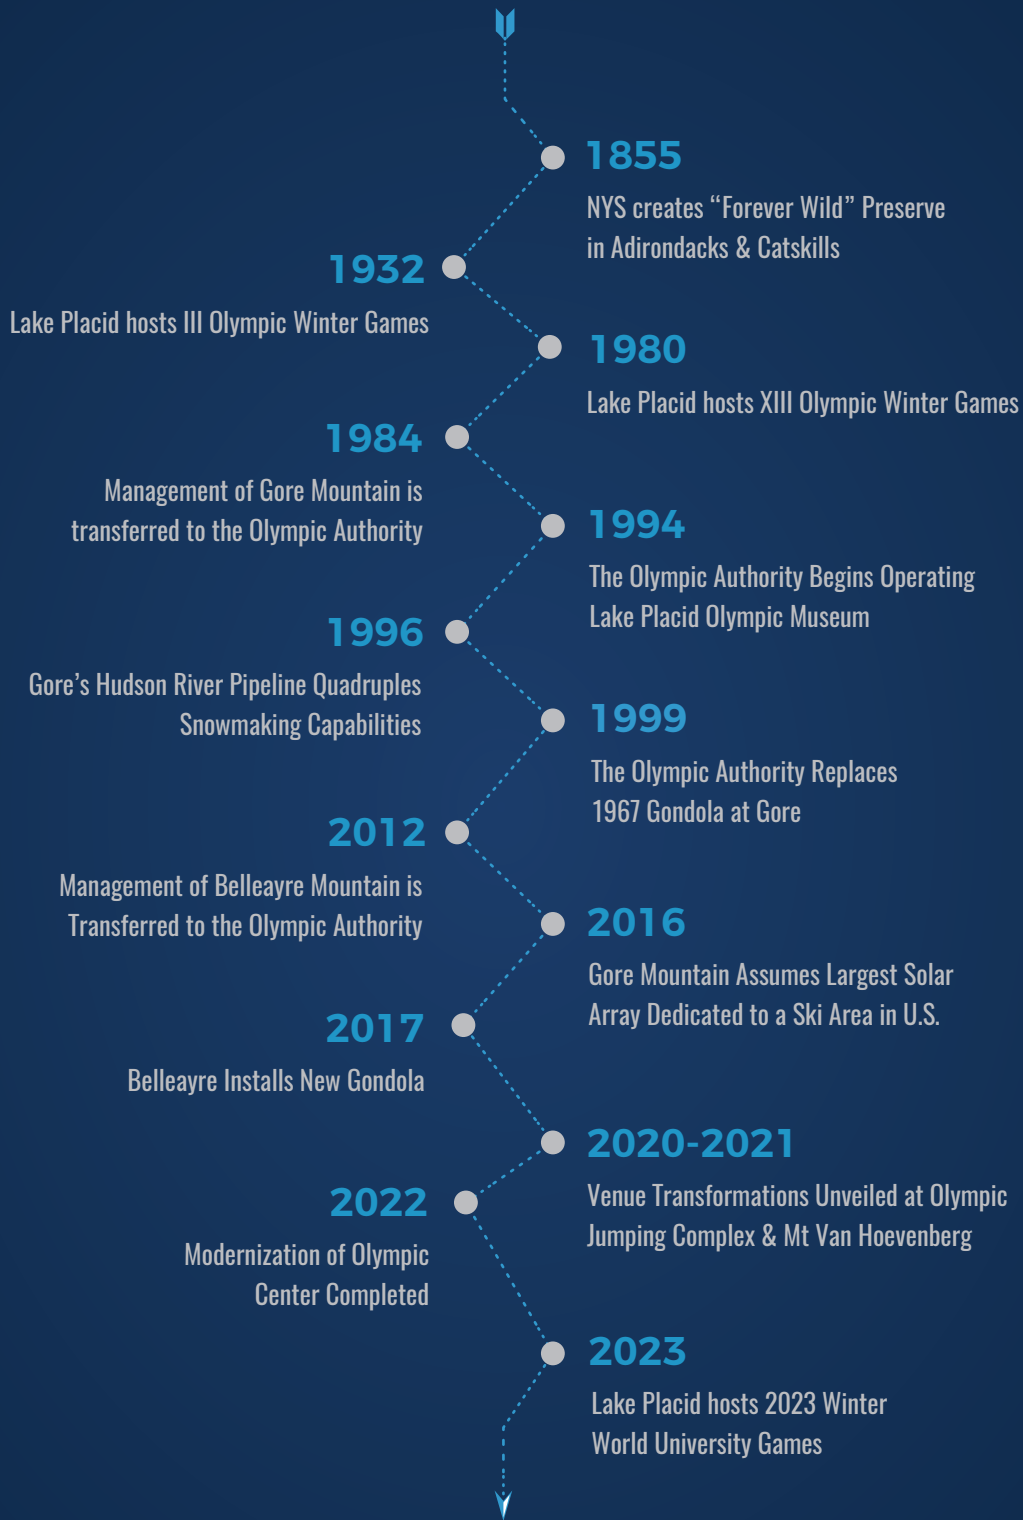 1855
NYS creates “Forever Wild” Preserve
in Adirondacks & Catskills
1932
Lake Placid hosts III Olympic Winter Games
1980
Lake Placid hosts XIII Olympic Winter Games
1984
Management of Gore Mountain is
transferred to the Olympic Authority
1994
The Olympic Authority Begins Operating
Lake Placid Olympic Museum
1996
Gore’s Hudson River Pipeline Quadruples
Snowmaking Capabilities
1999
The Olympic Authority Replaces
1967 Gondola at Gore
2012
Management of Belleayre Mountain is
Transferred to the Olympic Authority
2016
Gore Mountain Assumes Largest Solar
Array Dedicated to a Ski Area in U.S.
2017
Belleayre Installs New Gondola
2020-2021
Venue Transformations Unveiled at Olympic
Jumping Complex & Mt Van Hoevenberg
2022
Modernization of Olympic
Center Completed
2023
Lake Placid hosts 2023 Winter
World University Games